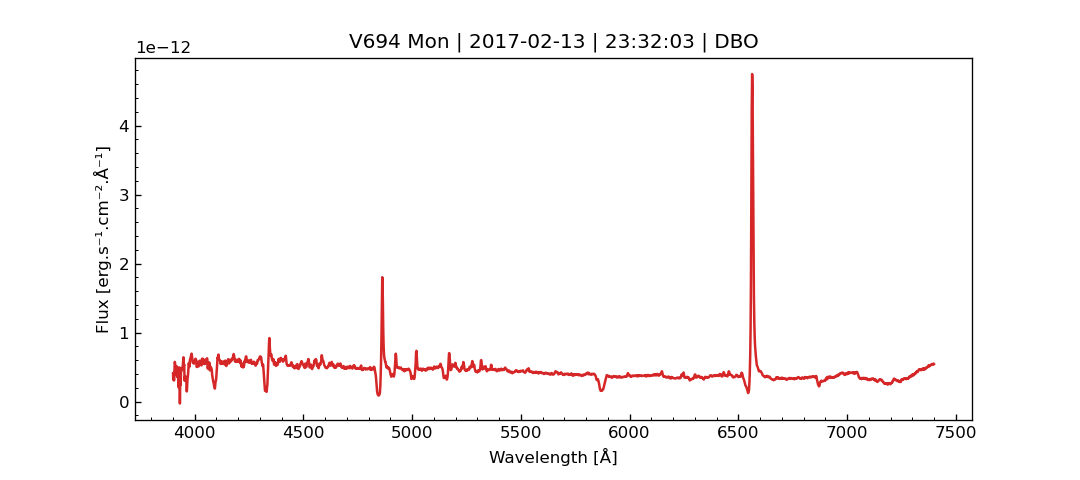 V694 Mon | 2017-02-13 | 23:32:03 | DBO
1e−12
4
3
2
1
0
Flux [erg.s⁻¹.cm⁻².Å⁻¹]
4000 4500 5000 5500 6000 6500 7000 7500
Wavelength [Å]